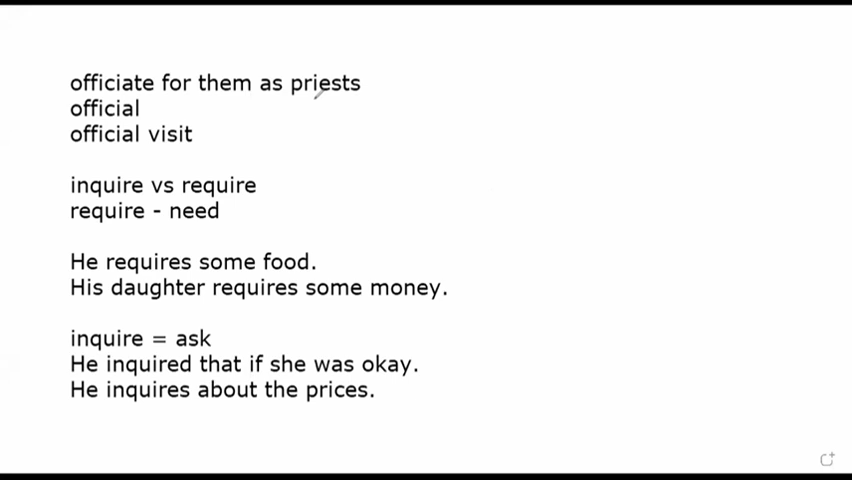 officiate for them as priests
official
official visit
inquire vs require
require - need
He requires some food.
His daughter requires some money.
inquire = ask
He inquired that if she was okay.
He inquires about the prices.